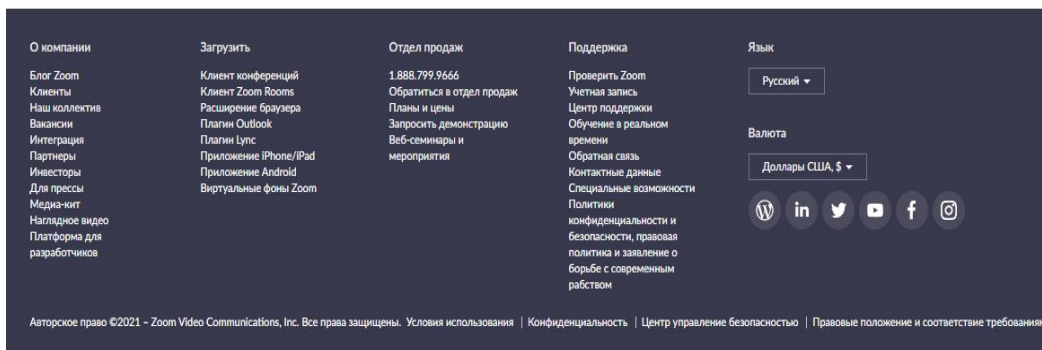 О компании
Блог Zoom
Клиенты
Наш коллектив
Вакансии
Интеграция
Партнеры
Инвесторы
Для прессы
Медиа-кит
Наглядное видео
Платформа для
разработчиков
Загрузить
Клиент конференций
Клиент Zoom Rooms
Расширение браузера
Плагин Outlook
Плагин Lync
Приложение iPhone/iPad
Приложение Android
Виртуальные фоны Zoom
Отдел продаж
1.888.799.9666
Обратиться в отдел продаж
Планы и цены
Запросить демонстрацию
Веб-семинары и
мероприятия
Поддержка
Проверить Zoom
Учетная запись
Центр поддержки
Обучение в реальном
времени
Обратная связь
Контактные данные
Специальные возможности
Политики
конфиденциальности и
безопасности, правовая
политика и заявление о
борьбе с современным
рабством
Язык
Русский
Валюта
Доллары США, $
Авторское право ©2021 – Zoom Video Communications, Inc. Все права защищены. Условия использования | Конфиденциальность | Центр управление безопасностью | Правовые положение и соответствие требования